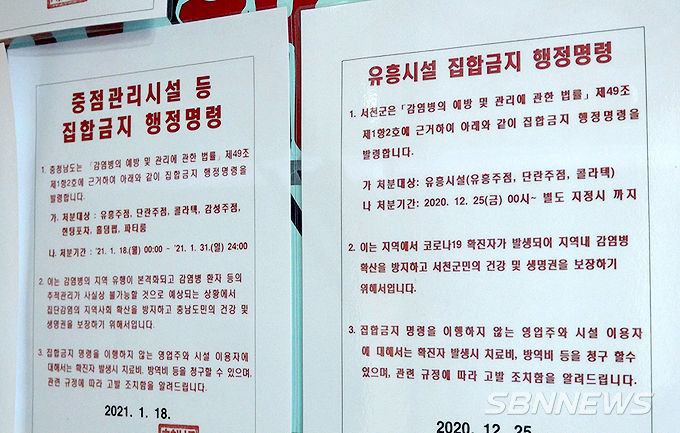 중점관리시설 등
집합금지 행정명령
1. 충청남도는 「감염병의 예방 및 관리에 관한 법률」 제49조
제1항2호에 근거하여 아래와 같이 집합금지 행정명령을
발령합니다.
가. 처분대상 : 유흥주점, 단란주점, 콜라텍, 감성주점,
헌팅포차, 홀덤펍, 파티룸
나. 처분기간 : '21. 1.18.(월) 00:00 ~ '21. 1.31.(일) 24:00
2. 이는 감염병의 지역 유행이 본격화되고 감염병 환자 등의
추적관리가 사실상 불가능할 것으로 예상되는 상황에서
집단감염의 지역사회 확산을 방지하고 충남도민의 건강 및
생명권을 보장하기 위해서입니다.
3. 집합금지 명령을 이행하지 않는 영업주와 시설 이용자에
대해서는 확진자 발생시 치료비, 방역비 등을 청구할 수 있으며,
관련 규정에 따라 고발 조치함을 알려드립니다.
2021. 1. 18.
유흥시설 집합금지 행정명령
1. 서천군은 「감염병의 예방 및 관리에 관한 법률」 제49조
제1항2호에 근거하여 아래와 같이 집합금지 행정명령을
발령합니다.
가 처분대상: 유흥시설(유흥주점, 단란주점, 콜라텍)
나 처분기간: 2020. 12. 25(금) 00시~ 별도 지정시 까지
2. 이는 지역에서 코로나19 확진자가 발생되어 지역내 감염병
확산을 방지하고 서천군민의 건강 및 생명권을 보장하기
위해서입니다.
3. 집합금지 명령을 이행하지 않는 영업주와 시설 이용자
에 대해서는 확진자 발생시 치료비, 방역비 등을 청구 할수
있으며, 관련 규정에 따라 고발 조치함을 알려드립니다.
2020. 12. 25
SBNNEWS